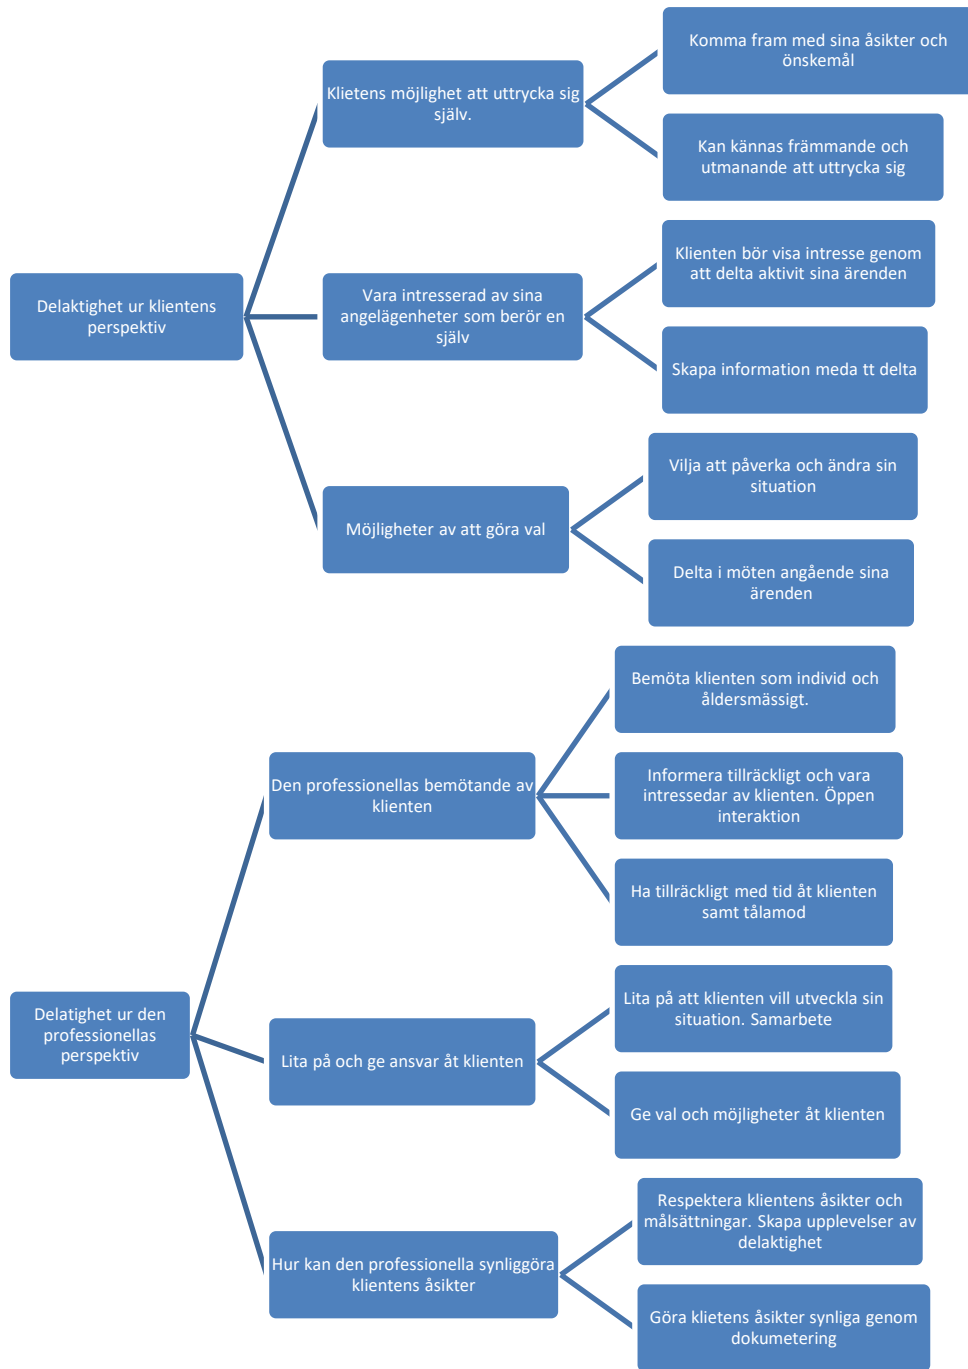 Delaktighet ur klientens
perspektiv
Klietens möjlighet att uttrycka sig
själv.
Komma fram med sina åsikter och
önskemål
Kan kännas främmande och
utmanande att uttrycka sig
Vara intresserad av sina
angelägenheter som berör en
själv
Klienten bör visa intresse genom
att delta aktivit sina ärenden
Skapa information meda tt delta
Möjligheter av att göra val
Vilja att påverka och ändra sin
situation
Delta i möten angående sina
ärenden
Delatighet ur den
professionellas
perspektiv
Den professionellas bemötande av
klienten
Bemöta klienten som individ och
åldersmässigt.
Informera tillräckligt och vara
intressedar av klienten. Öppen
interaktion
Ha tillräckligt med tid åt klienten
samt tålamod
Lita på och ge ansvar åt klienten
Lita på att klienten vill utveckla sin
situation. Samarbete
Ge val och möjligheter åt klienten
Hur kan den professionella synliggöra
klientens åsikter
Respektera klientens åsikter och
målsättningar. Skapa upplevelser av
delaktighet
Göra klietens åsikter synliga genom
dokumetering